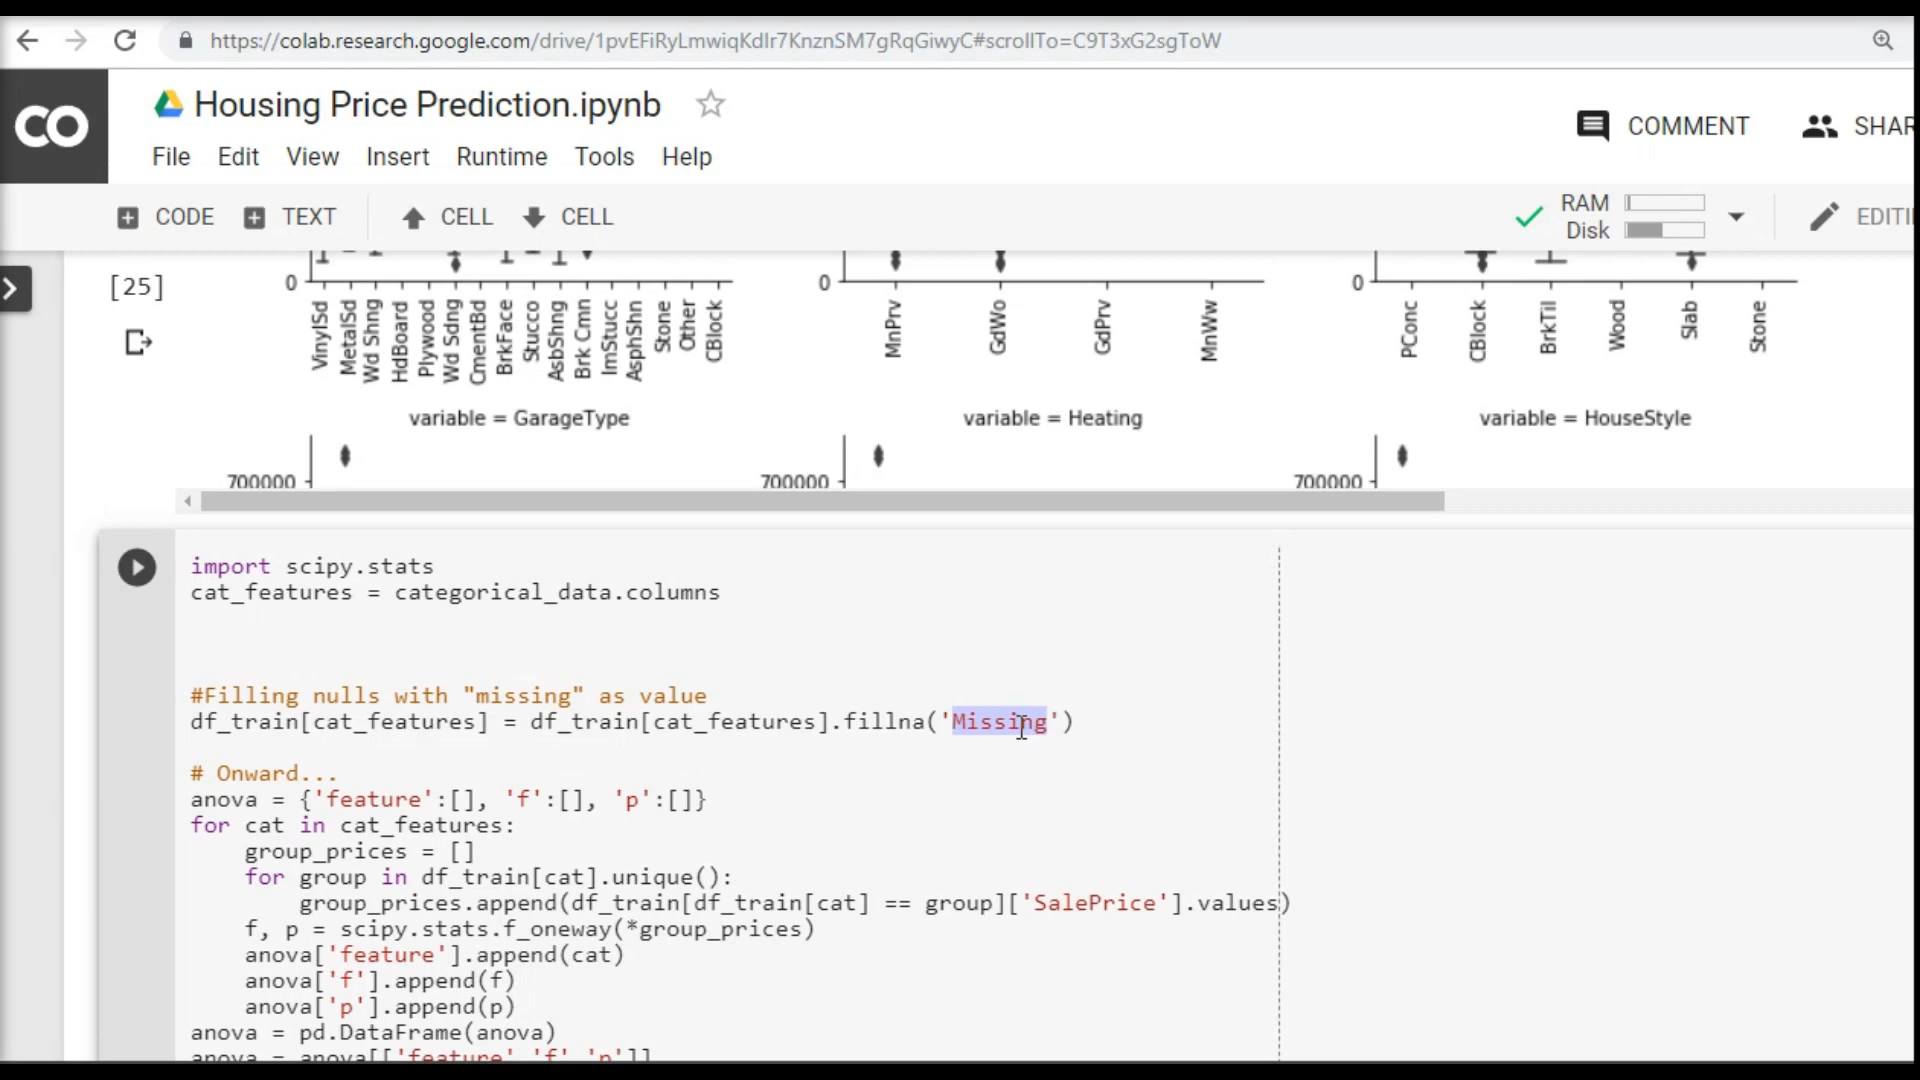 https://colab.research.google.com/drive/1pvEFiRyLmwiqKdIr7KnznSM7gRqGiwyC#scrollTo=C9T3xG2sgToW
CO
Housing Price Prediction.ipynb
COMMENT SHAR
File Edit View Insert Runtime Tools Help
CODE TEXT CELL CELL
RAM
Disk
EDITI
[25]
0 0 0
VinylSd MetalSd Wd Shng HdBoard Plywood Wd Sdng CmentBd BrkFace Stucco AsbShng Brk Cmn ImStucc AsphShn Stone Other CBlock
MnPrv GdWo GdPrv MnWw
PConc CBlock BrkTil Wood Slab Stone
variable = GarageType variable = Heating variable = HouseStyle
700000 700000 700000
import scipy.stats
cat_features = categorical_data.columns
#Filling nulls with "missing" as value
df_train[cat_features] = df_train[cat_features].fillna('Missing')
# Onward...
anova = {'feature':[], 'f':[], 'p':[]}
for cat in cat_features:
group_prices = []
for group in df_train[cat].unique():
group_prices.append(df_train[df_train[cat] == group]['SalePrice'].values)
f, p = scipy.stats.f_oneway(*group_prices)
anova['feature'].append(cat)
anova['f'].append(f)
anova['p'].append(p)
anova = pd.DataFrame(anova)
anova = anova[['feature','f','p']]